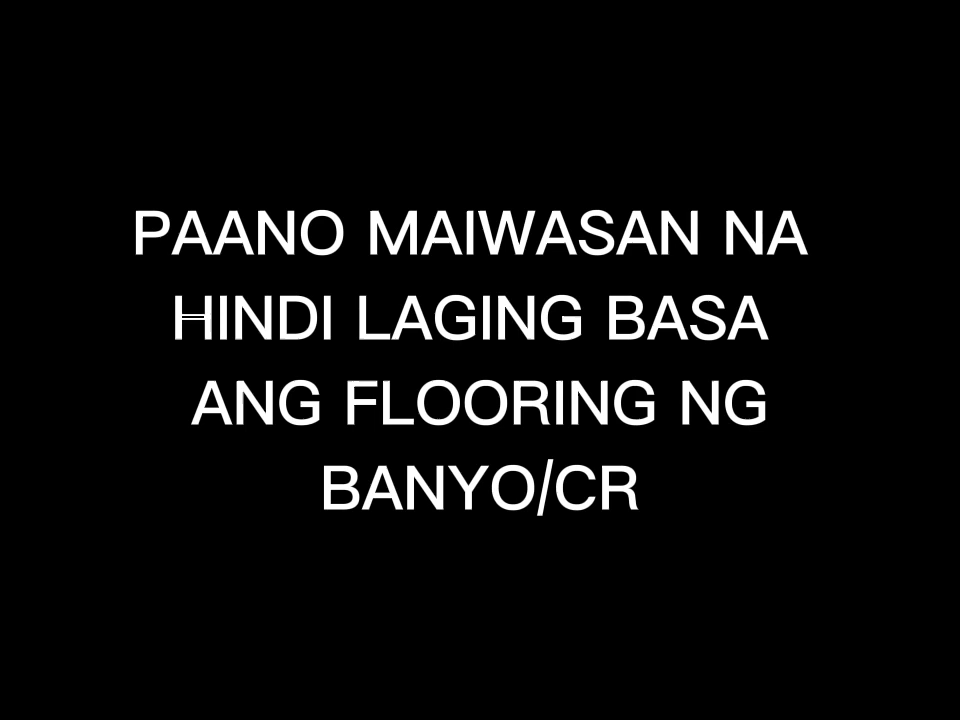 PAANO MAIWASAN NA
HINDI LAGING BASA
ANG FLOORING NG
BANYO/CR